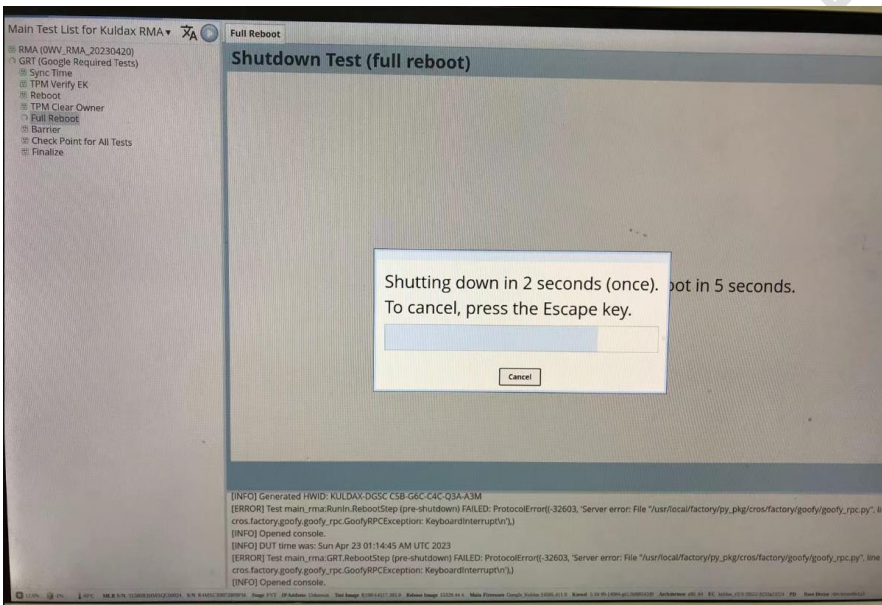 Main Test List for Kuldax RMA▾
Full Reboot
RMA (0WV_RMA_20230420)
GRT (Google Required Tests)
Sync Time
TPM Verify EK
Reboot
TPM Clear Owner
Full Reboot
Barrier
Check Point for All Tests
Finalize
Shutdown Test (full reboot)
Shutting down in 2 seconds (once).
oot in 5 seconds.
To cancel, press the Escape key.
Cancel
[INFO] Generated HWID: KULDAX-DGSC C5B-G6C-C4C-Q3A-A3M
[ERROR] Test main_rma:RunIn.RebootStep (pre-shutdown) FAILED: ProtocolError((-32603, 'Server error: File "/usr/local/factory/py_pkg/cros/factory/goofy/goofy_rpc.py",
cros.factory.goofy.goofy_rpc.GoofyRPCException: KeyboardInterrupt\n'),)
[INFO] Opened console.
[INFO] DUT time was: Sun Apr 23 01:14:45 AM UTC 2023
[ERROR] Test main_rma:GRT.RebootStep (pre-shutdown) FAILED: ProtocolError((-32603, 'Server error: File "/usr/local/factory/py_pkg/cros/factory/goofy/goofy_rpc.py", line
cros.factory.goofy.goofy_rpc.GoofyRPCException: KeyboardInterrupt\n'),)
[INFO] Opened console.